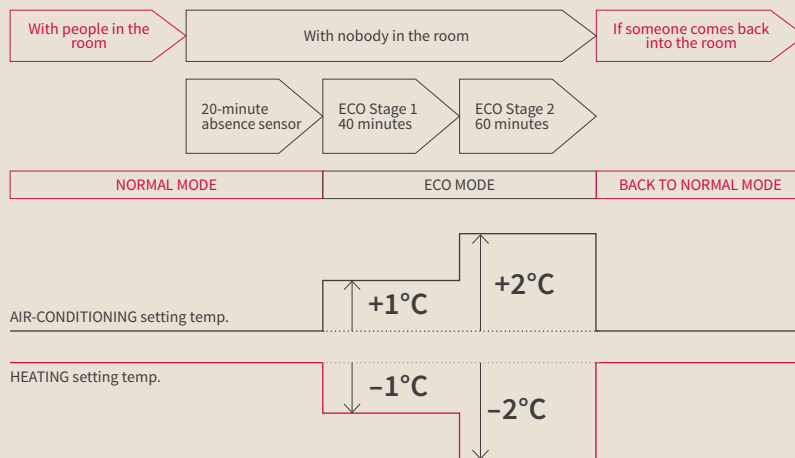 With people in the
room
With nobody in the room
If someone comes back
into the room
20-minute
absence sensor
ECO Stage 1
40 minutes
ECO Stage 2
60 minutes
NORMAL MODE
ECO MODE
BACK TO NORMAL MODE
+1°C
+2°C
AIR-CONDITIONING setting temp.
HEATING setting temp.
–1°C
–2°C